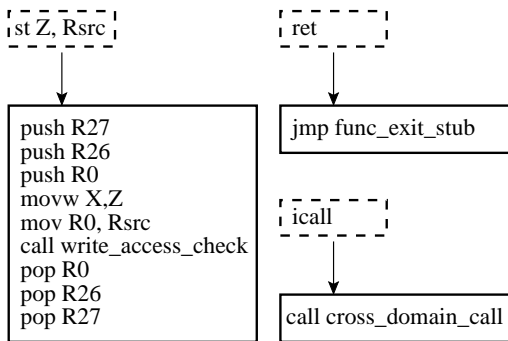 st Z, Rsrc
push R27
push R26
push R0
movw X,Z
mov R0, Rsrc
call write_access_check
pop R0
pop R26
pop R27
ret
jmp func_exit_stub
icall
call cross_domain_call